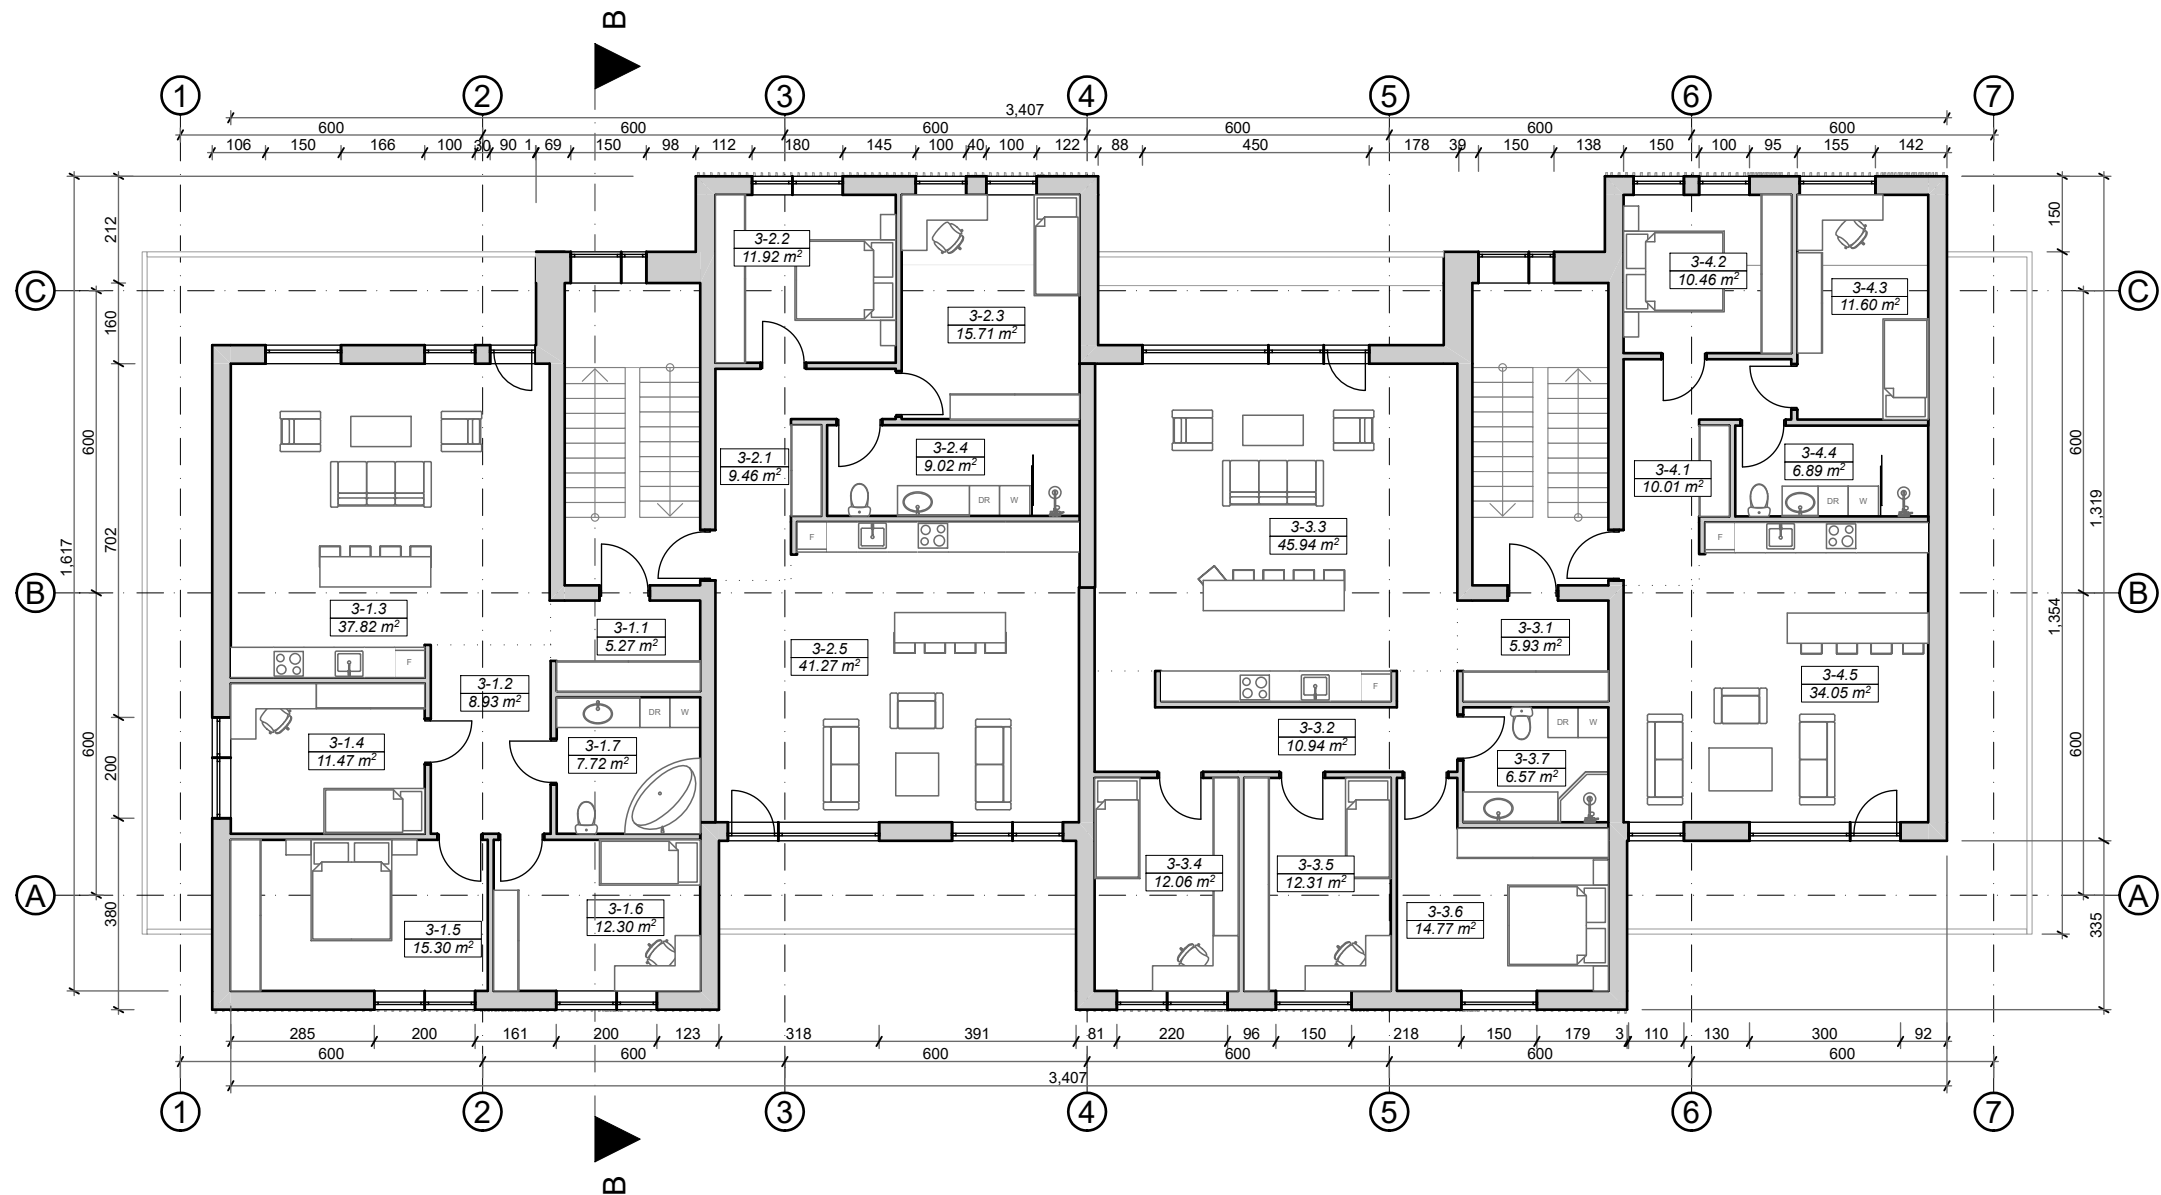 B
1 2 3 4 5 6 7
3,407
600 600 600 600 600 600
106 150 166 100 30 90 1 69 150 98 112 180 145 100 40 100 122 88 450 178 39 150 138 150 100 95 155 142
212
150
3-2.2
11.92 m²
3-4.2
10.46 m²
C
C
3-4.3
11.60 m²
160
3-2.3
15.71 m²
600
600
3-2.4
9.02 m²
3-4.4
6.89 m²
3-2.1
9.46 m²
3-4.1
10.01 m²
DR W
DR W
1,319
702
1,617
F
3-3.3
45.94 m²
F
B
B
3-1.3
37.82 m²
3-1.1
5.27 m²
3-3.1
5.93 m²
1,354
3-2.5
41.27 m²
F
3-1.2
8.93 m²
F
3-4.5
34.05 m²
DR W
DR W
600
3-1.4
11.47 m²
3-1.7
7.72 m²
3-3.2
10.94 m²
600
200
3-3.7
6.57 m²
3-3.4
12.06 m²
3-3.5
12.31 m²
A
A
380
3-1.6
12.30 m²
3-3.6
14.77 m²
335
3-1.5
15.30 m²
285 200 161 200 123 318 391 81 220 96 150 218 150 179 3 110 130 300 92
600 600 600 600 600 600
3,407
1 2 3 4 5 6 7
B